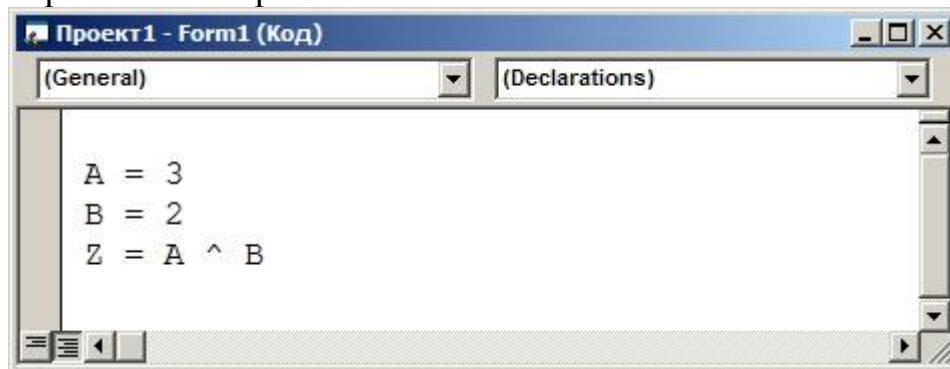 Проект1 - Form1 (Код)
(General) (Declarations)
A = 3
B = 2
Z = A ^ B